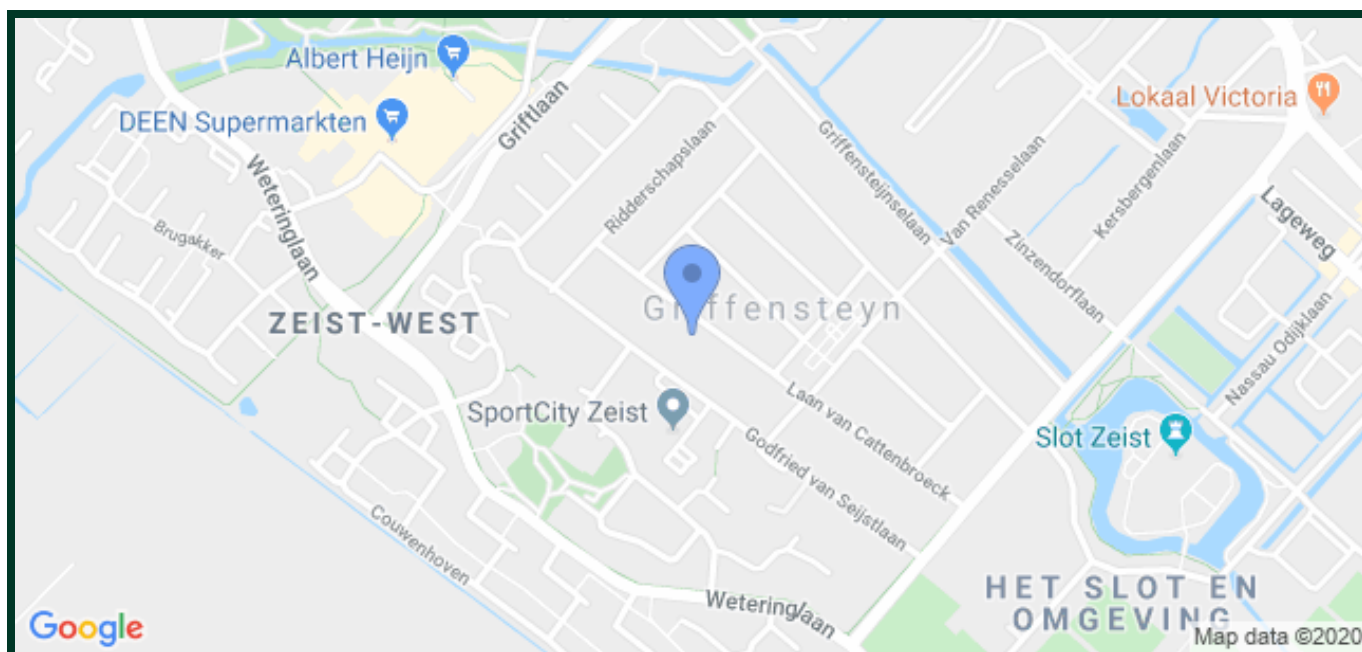 Albert Heijn
DEEN Supermarkten
Griftlaan
Lokaal Victoria
Weteringlaan
Ridderschapslaan
Griffensteijnselaan
Van Renesselaan
Kersbergenlaan
Lageweg
Brugakker
Zinzendorflaan
Griffensteyn
ZEIST-WEST
Nassau Odijklaan
SportCity Zeist
Laan van Cattenbroeck
Godfried van Seijstlaan
Slot Zeist
Couwenhoven
HET SLOT EN
OMGEVING
Weteringlaan
Google
Map data ©2020